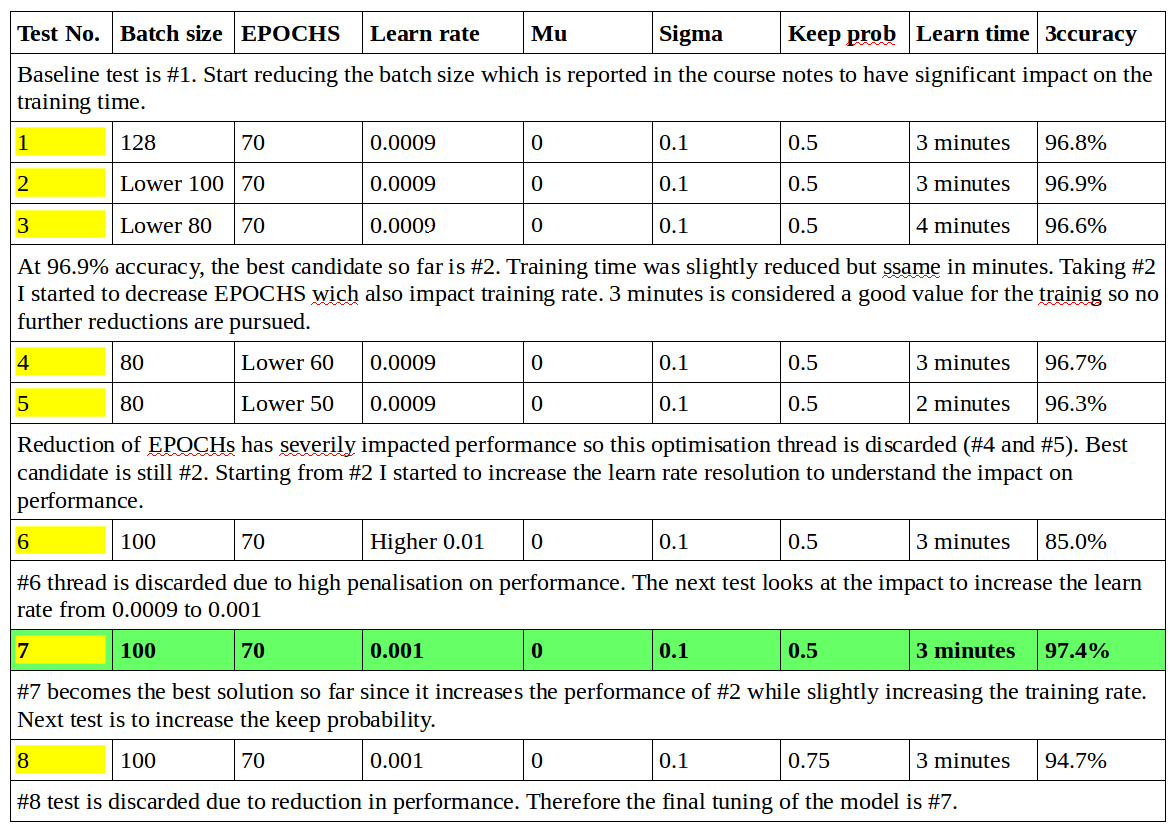 Test No. Batch size EPOCHS Learn rate Mu Sigma Keep prob Learn time 3ccuracy
Baseline test is #1. Start reducing the batch size which is reported in the course notes to have significant impact on the
training time.
1 128 70 0.0009 0 0.1 0.5 3 minutes 96.8%
2 Lower 100 70 0.0009 0 0.1 0.5 3 minutes 96.9%
3 Lower 80 70 0.0009 0 0.1 0.5 4 minutes 96.6%
At 96.9% accuracy, the best candidate so far is #2. Training time was slightly reduced but ssame in minutes. Taking #2
I started to decrease EPOCHS wich also impact training rate. 3 minutes is considered a good value for the trainig so no
further reductions are pursued.
4 80 Lower 60 0.0009 0 0.1 0.5 3 minutes 96.7%
5 80 Lower 50 0.0009 0 0.1 0.5 2 minutes 96.3%
Reduction of EPOCHs has severily impacted performance so this optimisation thread is discarded (#4 and #5). Best
candidate is still #2. Starting from #2 I started to increase the learn rate resolution to understand the impact on
performance.
6 100 70 Higher 0.01 0 0.1 0.5 3 minutes 85.0%
#6 thread is discarded due to high penalisation on performance. The next test looks at the impact to increase the learn
rate from 0.0009 to 0.001
7 100 70 0.001 0 0.1 0.5 3 minutes 97.4%
#7 becomes the best solution so far since it increases the performance of #2 while slightly increasing the training rate.
Next test is to increase the keep probability.
8 100 70 0.001 0 0.1 0.75 3 minutes 94.7%
#8 test is discarded due to reduction in performance. Therefore the final tuning of the model is #7.